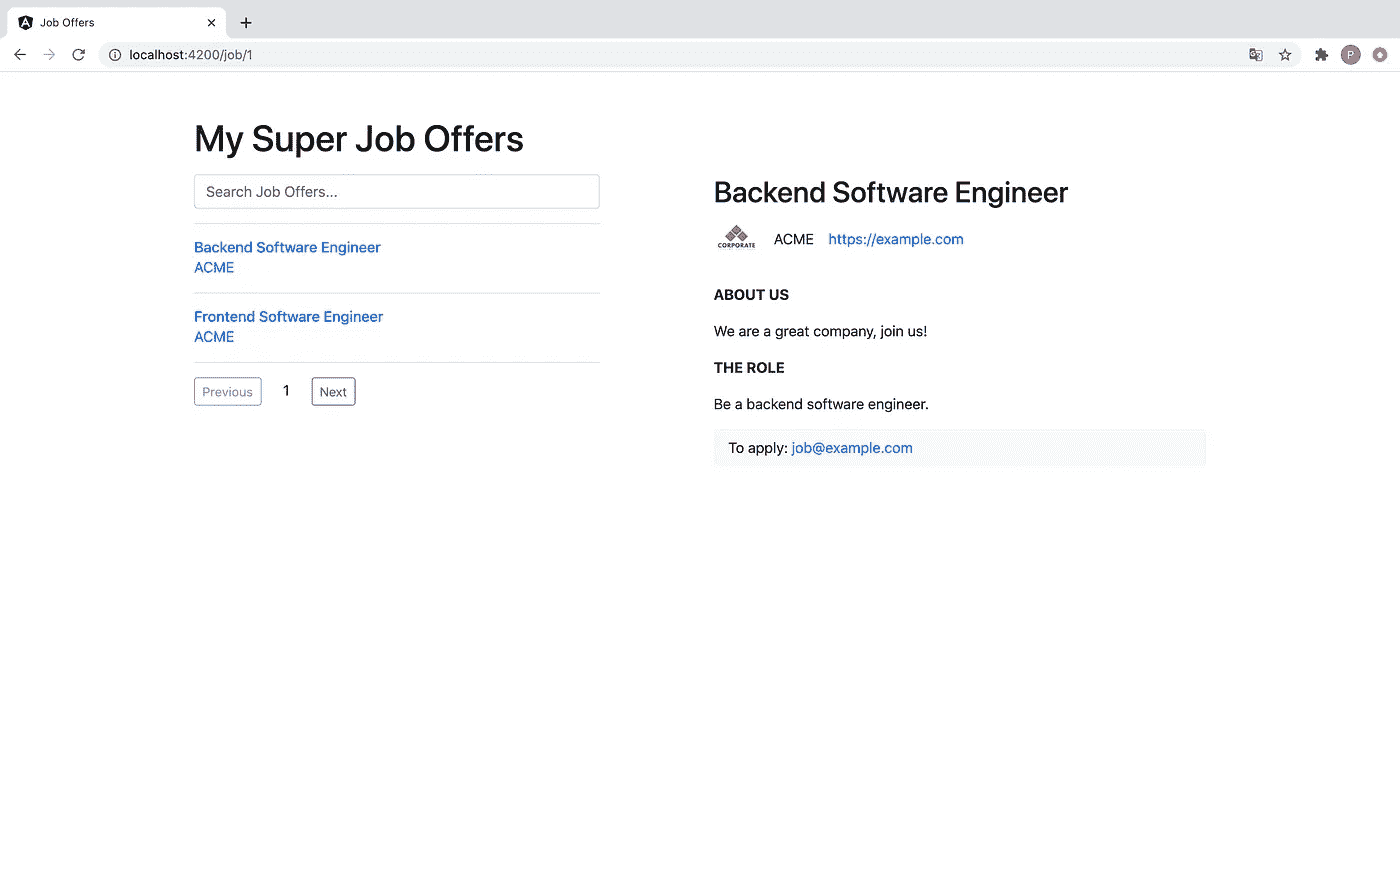 Job Offers
localhost:4200/job/1
P
My Super Job Offers
Search Job Offers...
Backend Software Engineer
ACME
Frontend Software Engineer
ACME
Previous 1 Next
Backend Software Engineer
CORPORATE ACME https://example.com
ABOUT US
We are a great company, join us!
THE ROLE
Be a backend software engineer.
To apply: job@example.com